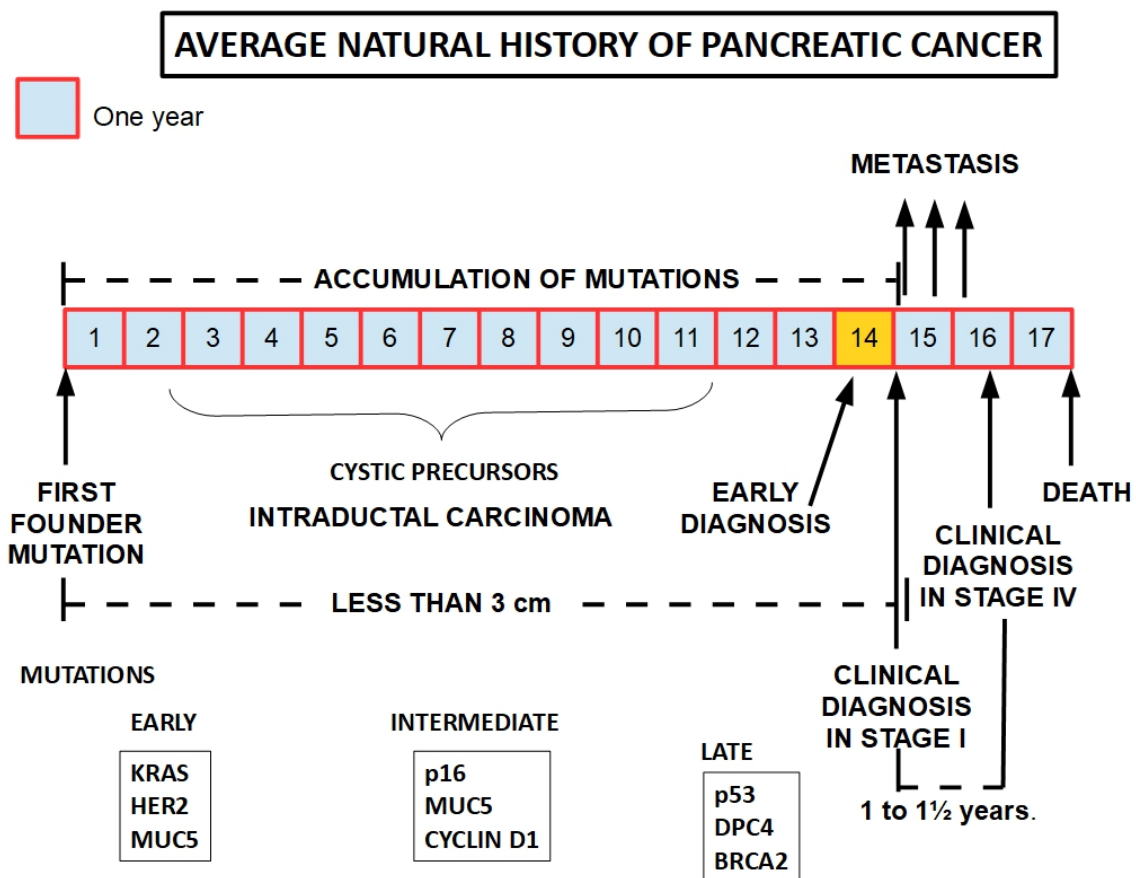 AVERAGE NATURAL HISTORY OF PANCREATIC CANCER
One year
METASTASIS
ACCUMULATION OF MUTATIONS
1 2 3 4 5 6 7 8 9 10 11 12 13 14 15 16 17
CYSTIC PRECURSORS
INTRADUCTAL CARCINOMA
FIRST
FOUNDER
MUTATION
EARLY
DIAGNOSIS
DEATH
CLINICAL
DIAGNOSIS
IN STAGE IV
LESS THAN 3 cm
CLINICAL
DIAGNOSIS
IN STAGE I
1 to 1½ years.
MUTATIONS
EARLY
KRAS
HER2
MUC5
INTERMEDIATE
p16
MUC5
CYCLIN D1
LATE
p53
DPC4
BRCA2